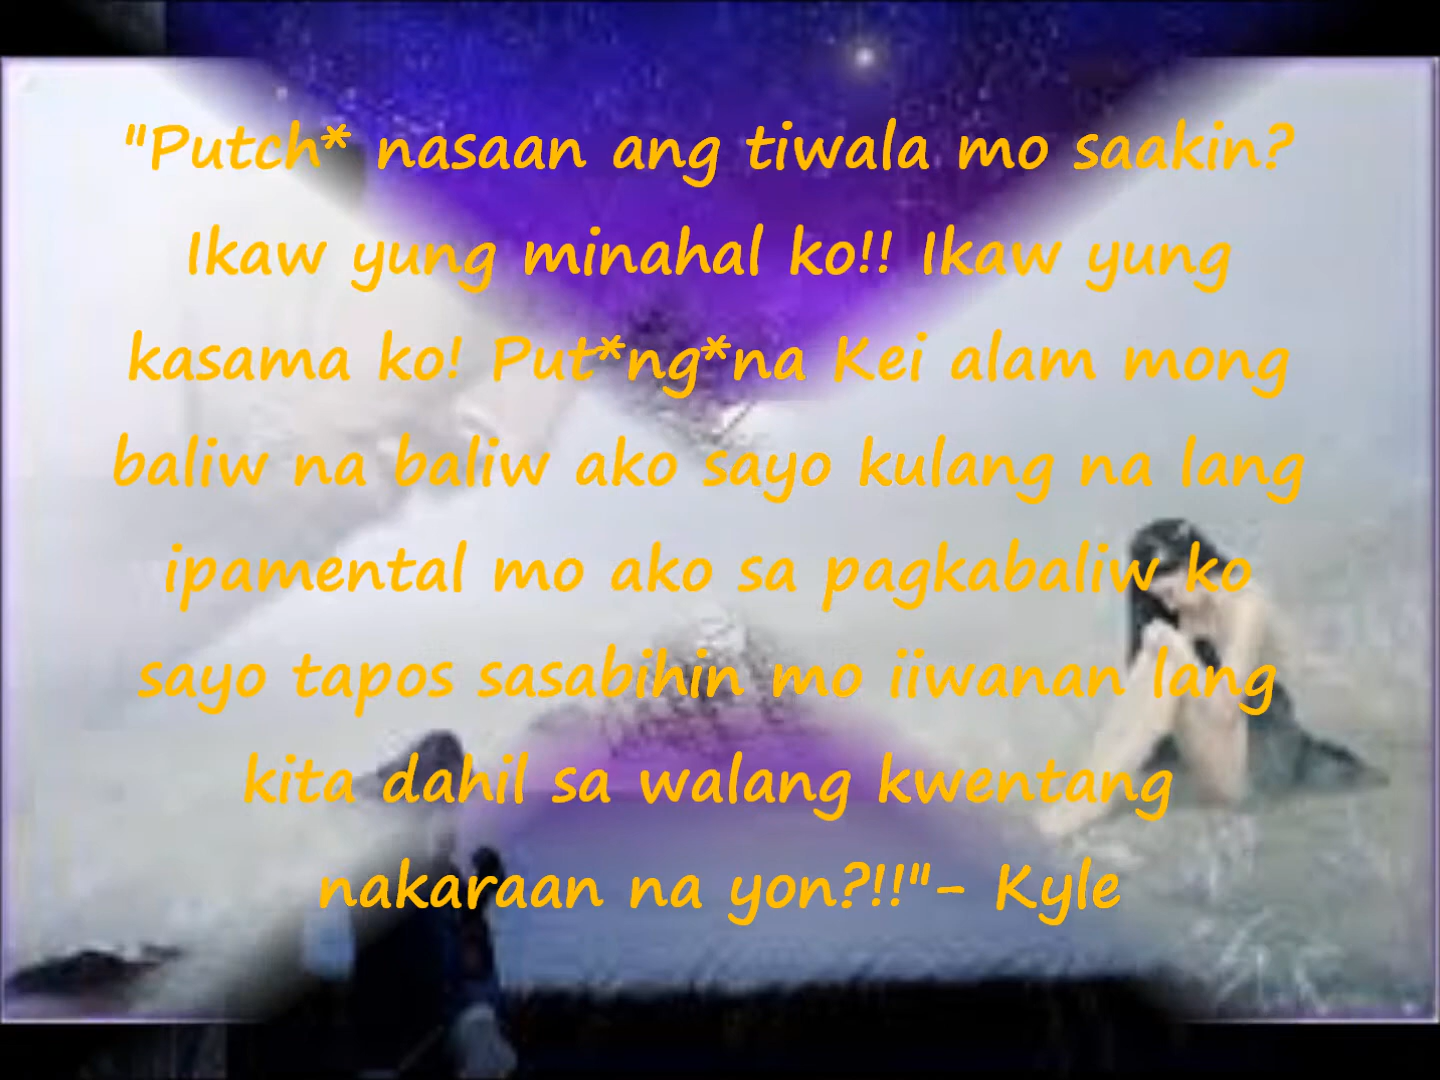 "Putch* nasaan ang tiwala mo saakin?
Ikaw yung minahal ko!! Ikaw yung
kasama ko! Put*ng*na Kei alam mong
baliw na baliw ako sayo kulang na lang
ipamental mo ako sa pagkabaliw ko
sayo tapos sasabihin mo iiwanan lang
kita dahil sa walang kwentang
nakaraan na yon?!!"- Kyle